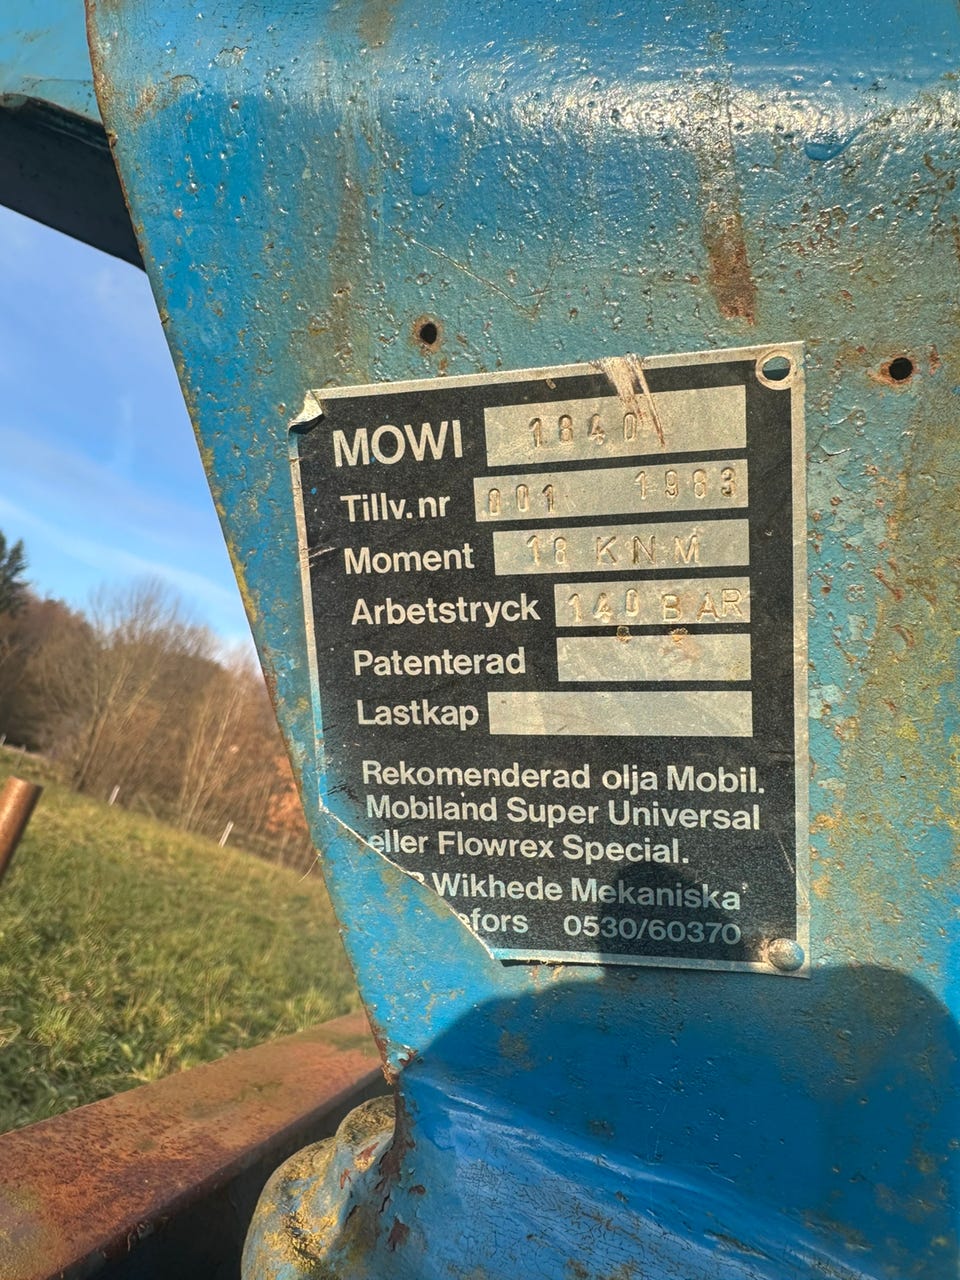 MOWI 1840
Tillv.nr 001 1983
Moment 18 KNM
Arbetstryck 140 BAR
Patenterad
Lastkap
Rekomenderad olja Mobil.
Mobiland Super Universal
eller Flowrex Special.
Wikhede Mekaniska
0530/60370